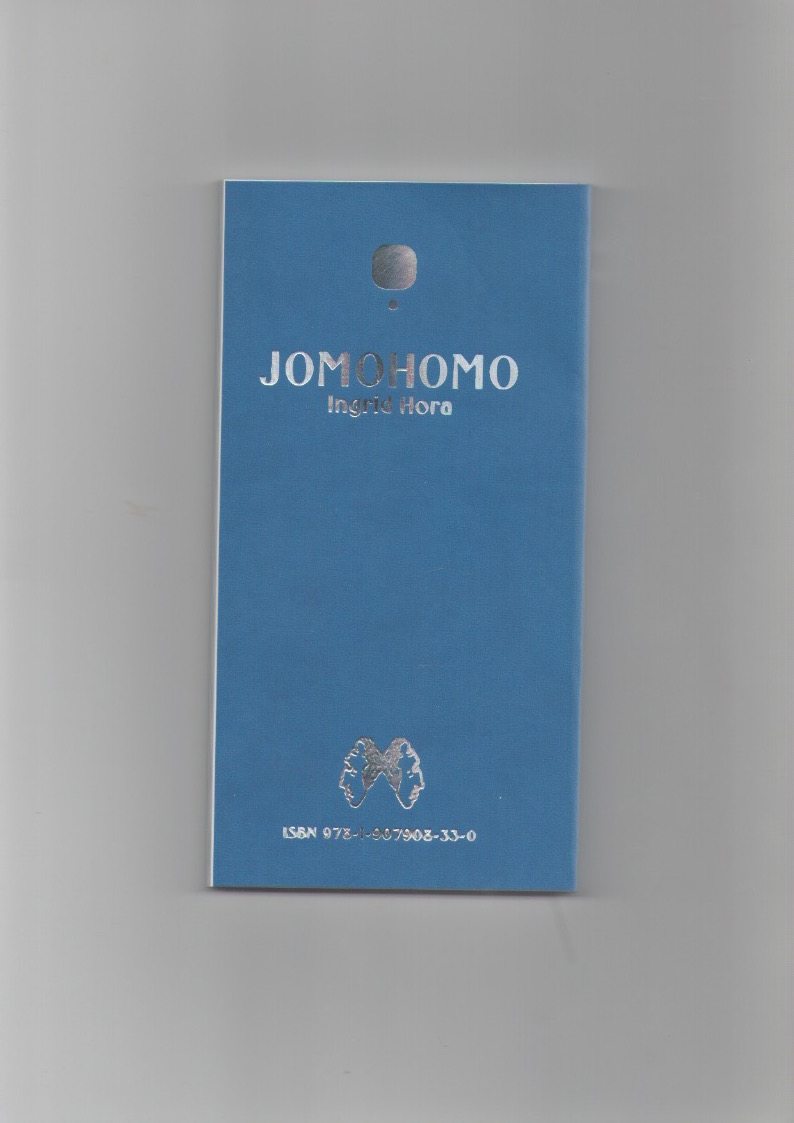 JOMOHOMO
Ingrid Hora
ISBN 978-1-907908-33-0